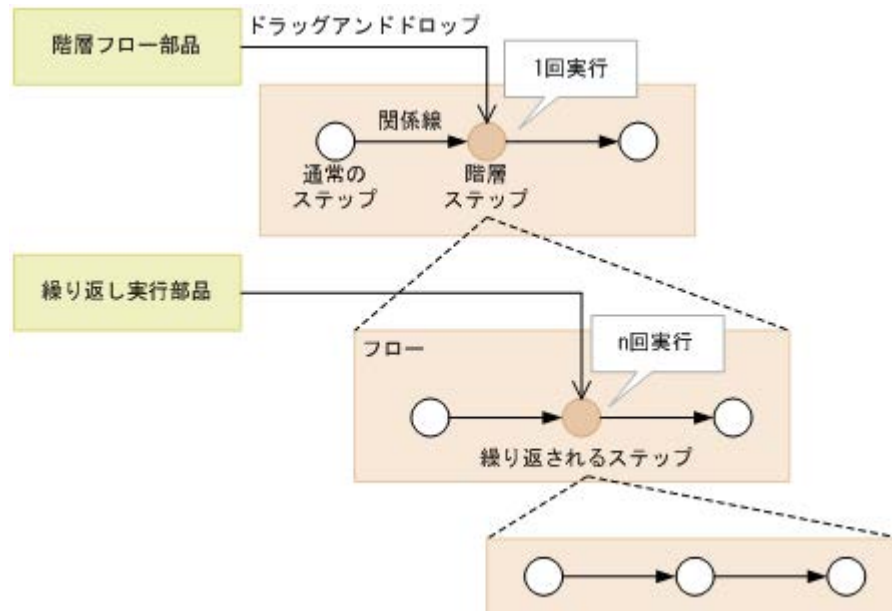 階層フロー部品
ドラッグアンドドロップ
1回実行
関係線
通常の
ステップ
階層
ステップ
繰り返し実行部品
n回実行
フロー
繰り返されるステップ